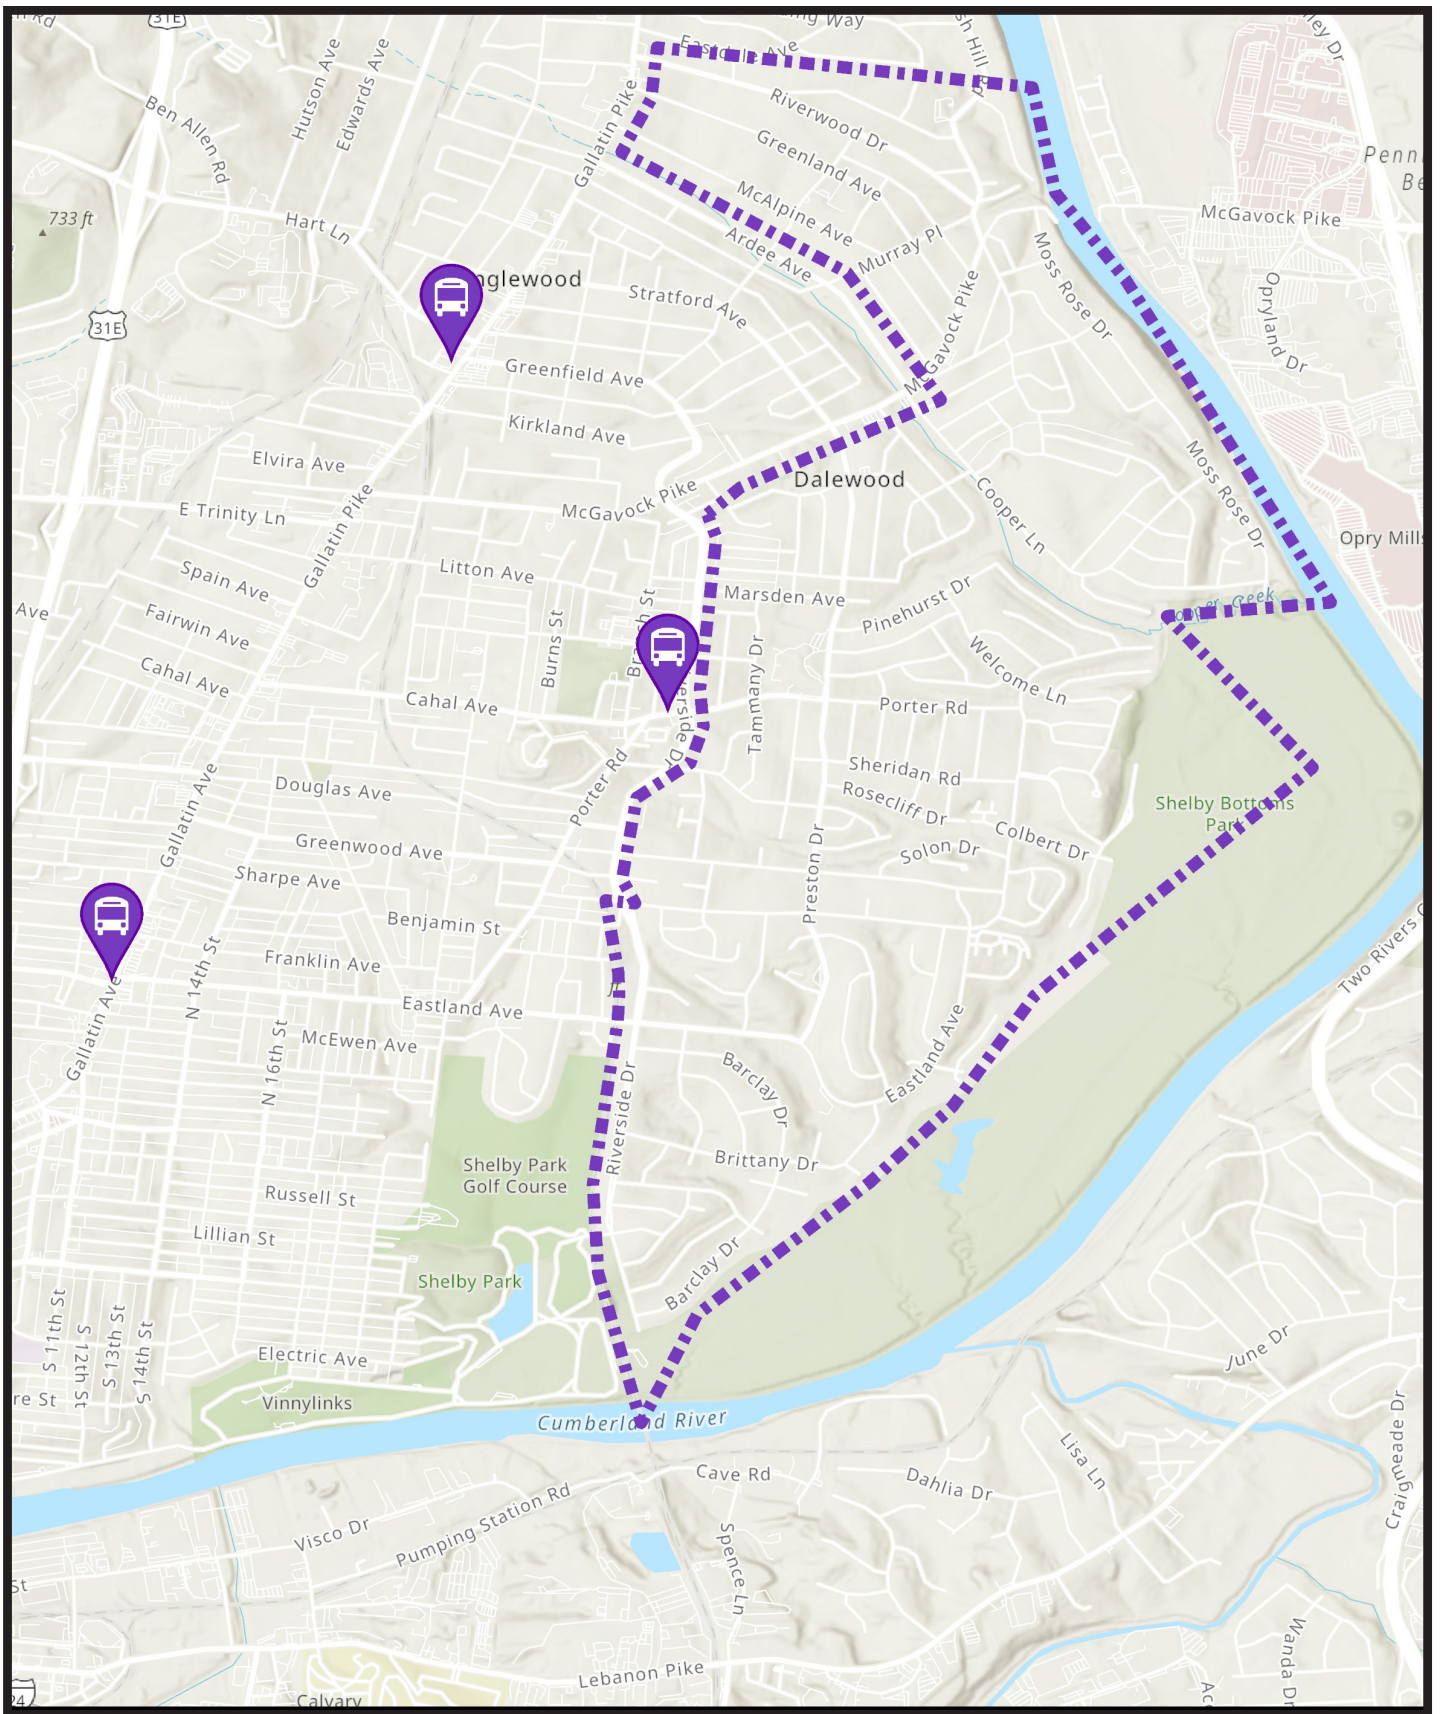 31E
Eastdale Ave
Hutson Ave
Edwards Ave
Ben Allen Rd
Gallatin Pike
Riverwood Dr
Greenland Ave
McAlpine Ave
Ardee Ave
Murray Pl
McGavock Pike
733 ft
Hart Ln
Moss Rose Dr
McGavock Pike
Stratford Ave
Opryland Dr
31E
Greenfield Ave
Kirkland Ave
Elvira Ave
Dalewood
E Trinity Ln
Gallatin Pike
McGavock Pike
Cooper Ln
Moss Rose Dr
Opry Mills
Spain Ave
Litton Ave
Marsden Ave
Pinehurst Dr
Ave
Fairwin Ave
Burns St
Cahal Ave
Cahal Ave
Tammany Dr
Welcome Ln
Porter Rd
Douglas Ave
Porter Rd
Sheridan Rd
Rosecliff Dr
Shelby Bottoms
Park
Gallatin Ave
Greenwood Ave
Colbert Dr
Solon Dr
Sharpe Ave
Preston Dr
Benjamin St
Franklin Ave
N 14th St
Eastland Ave
Gallatin Ave
McEwen Ave
N 16th St
Barclay Dr
Eastland Ave
Riverside Dr
Shelby Park
Golf Course
Brittany Dr
Russell St
Lillian St
Shelby Park
Barclay Dr
S 11th St
S 12th St
S 13th St
S 14th St
Electric Ave
June Dr
re St
Vinnylinks
Cumberland River
Cave Rd
Dahlia Dr
Lisa Ln
Craigmeade Dr
Visco Dr
Pumping Station Rd
Spence Ln
St
Wanda Dr
Lebanon Pike
24
Calvary